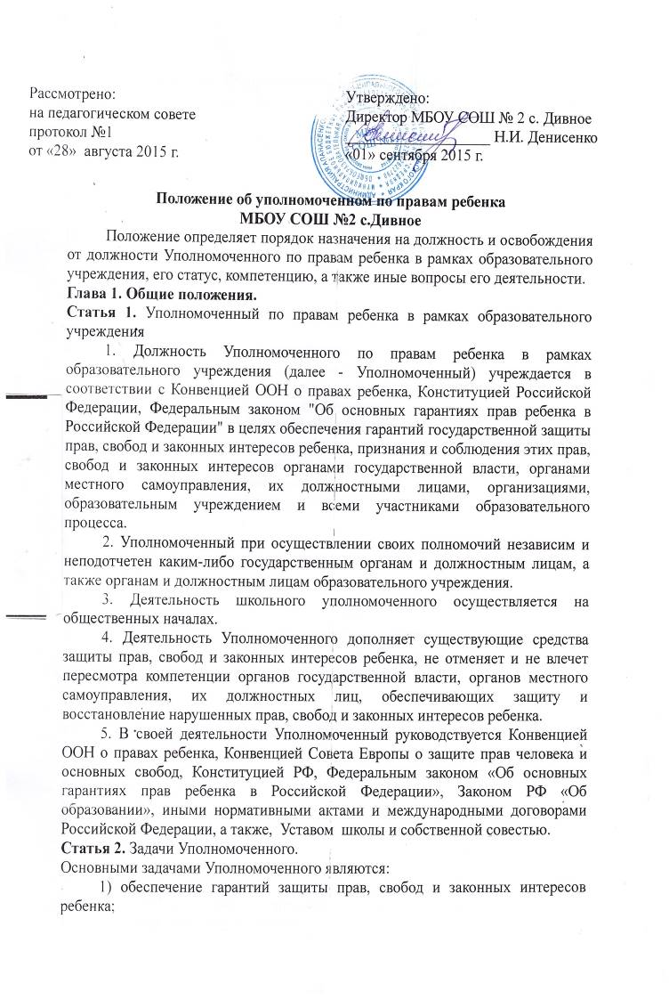 Рассмотрено:
на педагогическом совете
протокол №1
от «28» августа 2015 г.
Утверждено:
Директор МБОУ СОШ № 2 с. Дивное
___________________ Н.И. Денисенко
«01» сентября 2015 г.
Положение об уполномоченном по правам ребенка
МБОУ СОШ №2 с.Дивное
Положение определяет порядок назначения на должность и освобождения
от должности Уполномоченного по правам ребенка в рамках образовательного
учреждения, его статус, компетенцию, а также иные вопросы его деятельности.
Глава 1. Общие положения.
Статья 1. Уполномоченный по правам ребенка в рамках образовательного
учреждения
1. Должность Уполномоченного по правам ребенка в рамках
образовательного учреждения (далее - Уполномоченный) учреждается в
соответствии с Конвенцией ООН о правах ребенка, Конституцией Российской
Федерации, Федеральным законом "Об основных гарантиях прав ребенка в
Российской Федерации" в целях обеспечения гарантий государственной защиты
прав, свобод и законных интересов ребенка, признания и соблюдения этих прав,
свобод и законных интересов органами государственной власти, органами
местного самоуправления, их должностными лицами, организациями,
образовательным учреждением и всеми участниками образовательного
процесса.
2. Уполномоченный при осуществлении своих полномочий независим и
неподотчетен каким-либо государственным органам и должностным лицам, а
также органам и должностным лицам образовательного учреждения.
3. Деятельность школьного уполномоченного осуществляется на
общественных началах.
4. Деятельность Уполномоченного дополняет существующие средства
защиты прав, свобод и законных интересов ребенка, не отменяет и не влечет
пересмотра компетенции органов государственной власти, органов местного
самоуправления, их должностных лиц, обеспечивающих защиту и
восстановление нарушенных прав, свобод и законных интересов ребенка.
5. В своей деятельности Уполномоченный руководствуется Конвенцией
ООН о правах ребенка, Конвенцией Совета Европы о защите прав человека и
основных свобод, Конституцией РФ, Федеральным законом «Об основных
гарантиях прав ребенка в Российской Федерации», Законом РФ «Об
образовании», иными нормативными актами и международными договорами
Российской Федерации, а также, Уставом школы и собственной совестью.
Статья 2. Задачи Уполномоченного.
Основными задачами Уполномоченного являются:
1) обеспечение гарантий защиты прав, свобод и законных интересов
ребенка;